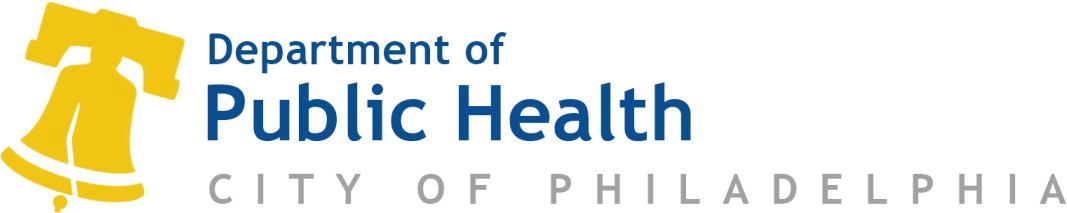 Department of
Public Health
CITY OF PHILADELPHIA